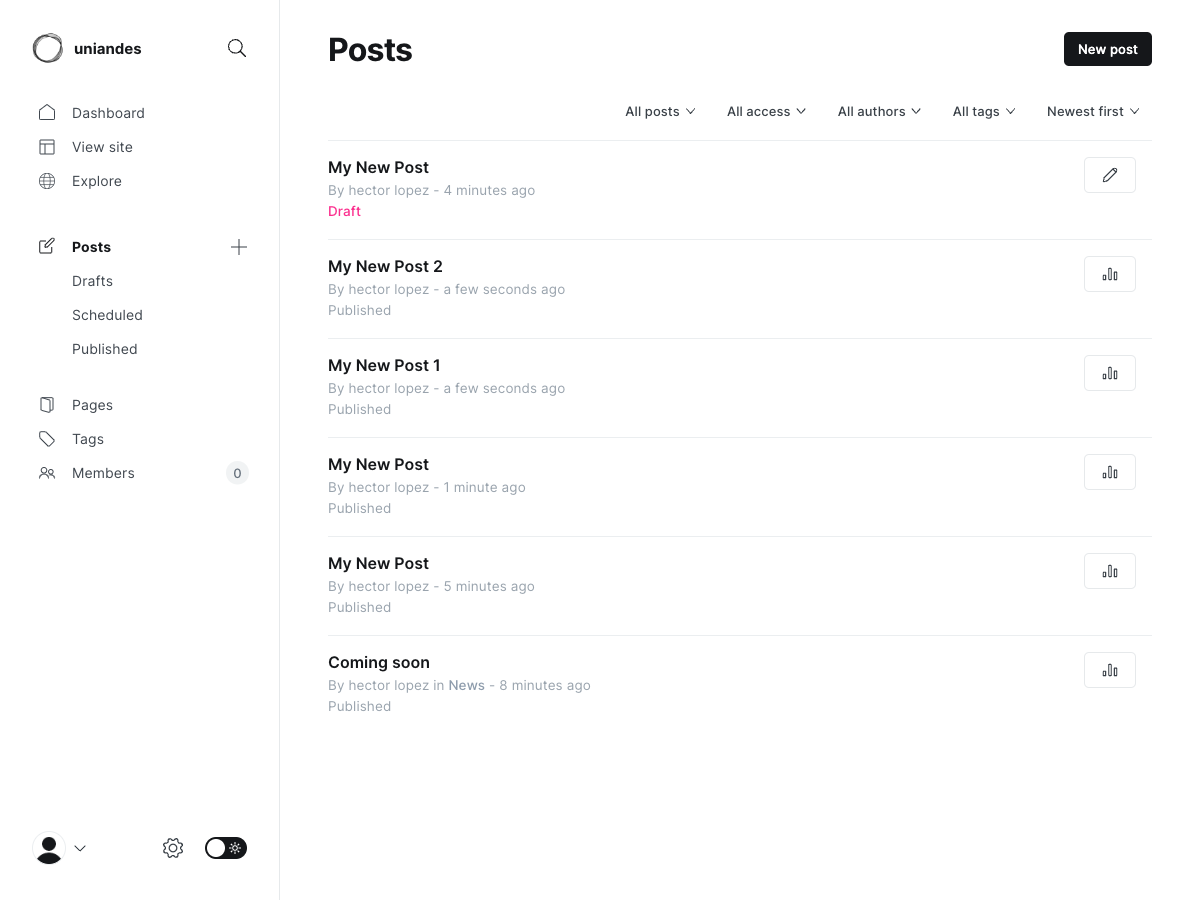 uniandes
Dashboard
View site
Explore
Posts
Drafts
Scheduled
Published
Pages
Tags
Members 0
Posts
New post
All posts All access All authors All tags Newest first
My New Post
By hector lopez - 4 minutes ago
Draft
My New Post 2
By hector lopez - a few seconds ago
Published
My New Post 1
By hector lopez - a few seconds ago
Published
My New Post
By hector lopez - 1 minute ago
Published
My New Post
By hector lopez - 5 minutes ago
Published
Coming soon
By hector lopez in News - 8 minutes ago
Published